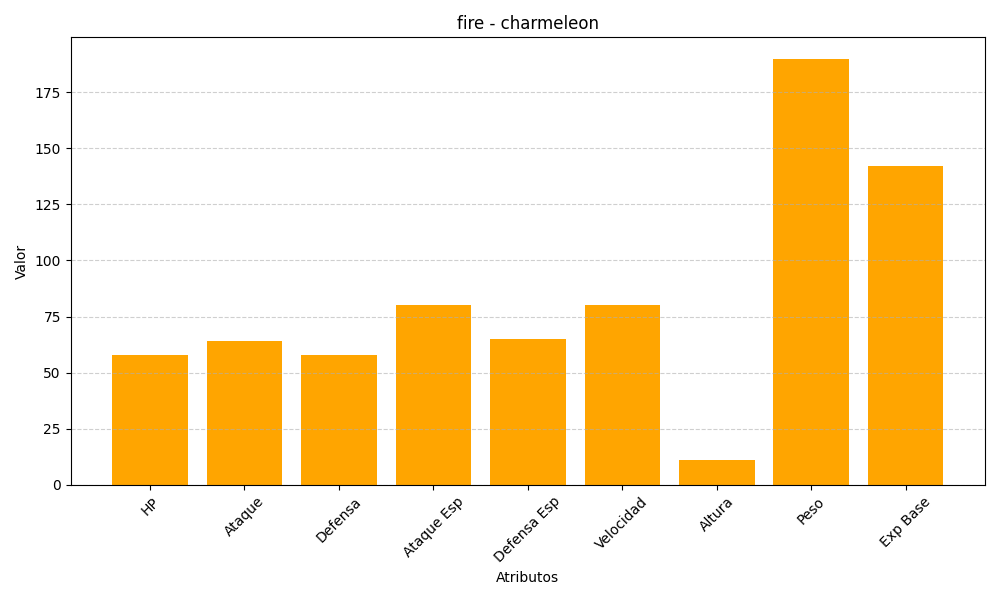 fire - charmeleon
Valor
175
150
125
100
75
50
25
0
HP
Ataque
Defensa
Ataque Esp
Defensa Esp
Velocidad
Altura
Peso
Exp Base
Atributos